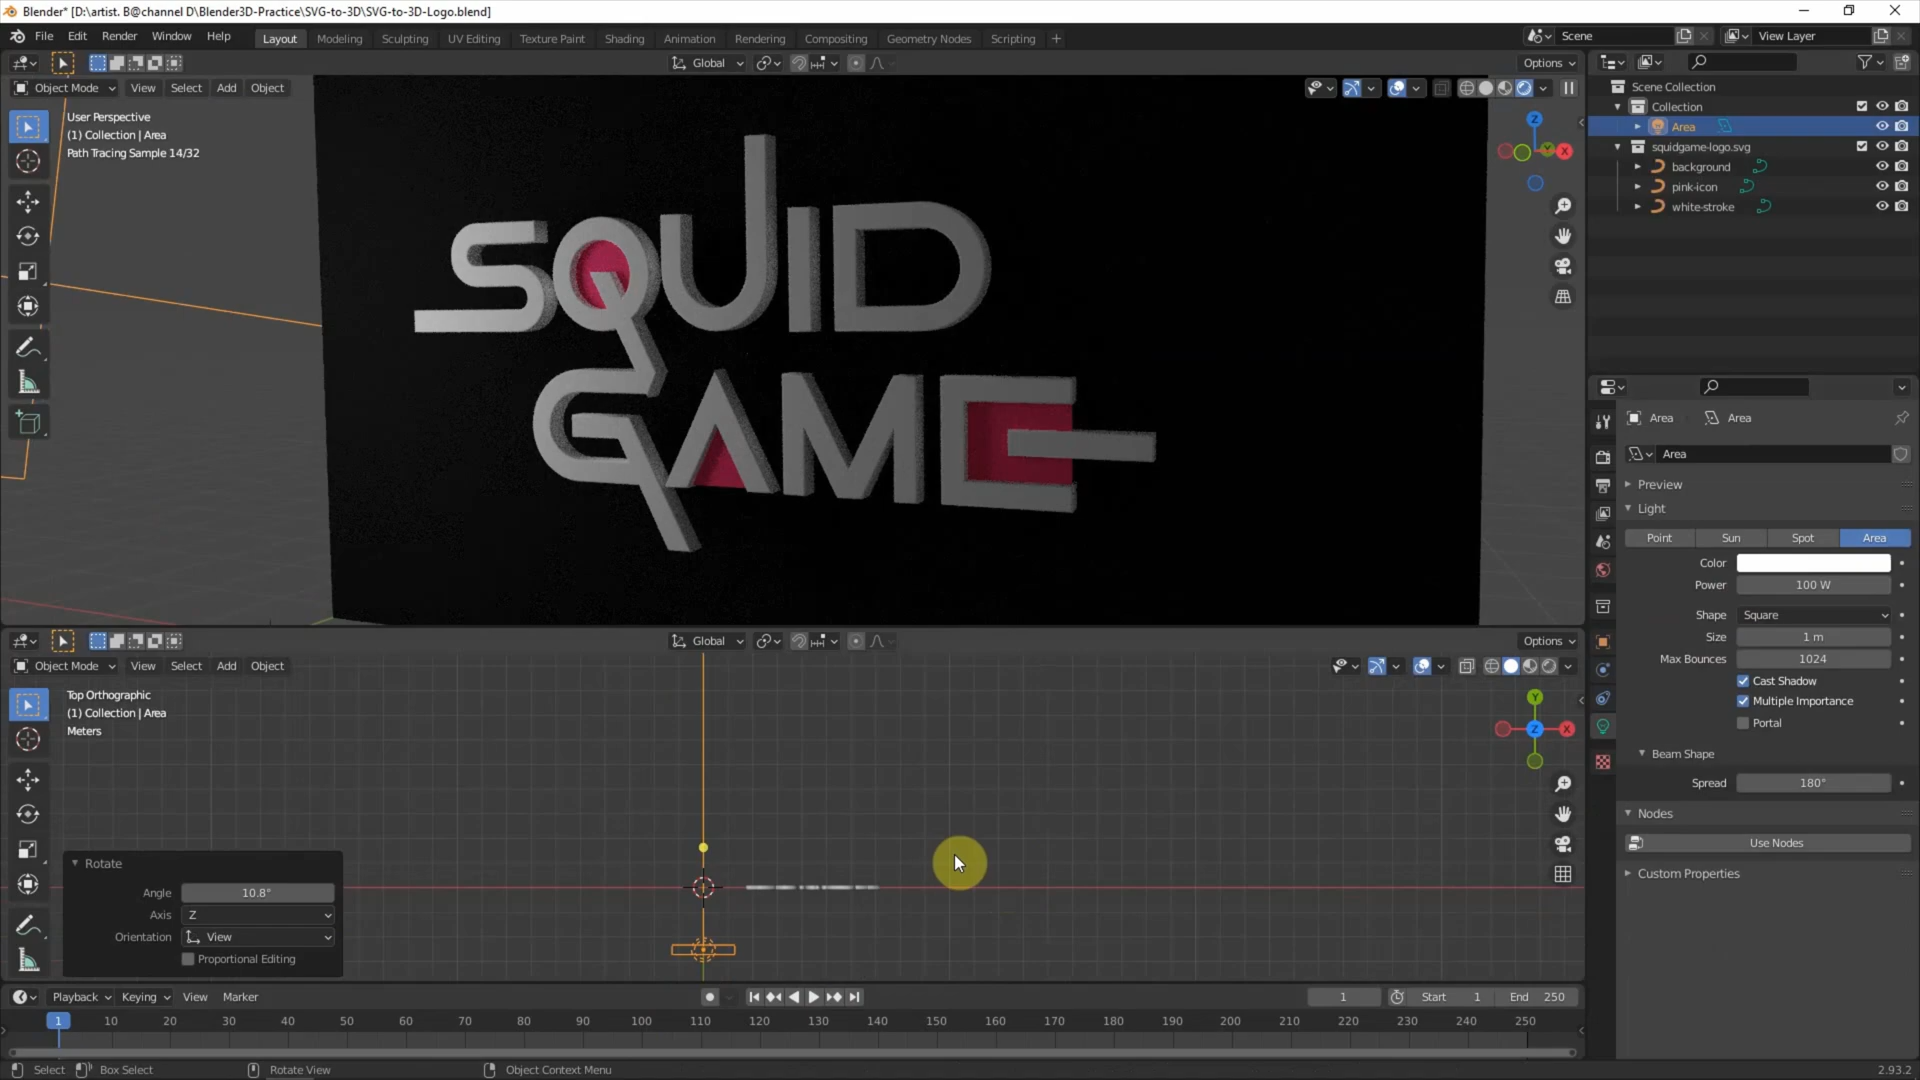 Blender* [D:\artist. B@channel D\Blender3D-Practice\SVG-to-3D\SVG-to-3D-Logo.blend]
File Edit Render Window Help Layout Modeling Sculpting UV Editing Texture Paint Shading Animation Rendering Compositing Geometry Nodes Scripting + Scene View Layer
Global Options
Object Mode View Select Add Object
User Perspective
(1) Collection | Area
Path Tracing Sample 14/32
Z
Y
X
SQUID
GAME
Scene Collection
Collection
Area
squidgame-logo.svg
background
pink-icon
white-stroke
Area Area
Area
Preview
Light
Point Sun Spot Area
Color
Power 100 W
Shape Square
Size 1 m
Max Bounces 1024
Cast Shadow
Multiple Importance
Portal
Beam Shape
Spread 180°
Nodes
Use Nodes
Custom Properties
Global Options
Object Mode View Select Add Object
Top Orthographic
(1) Collection | Area
Meters
Y
Z X
Rotate
Angle 10.8°
Axis Z
Orientation View
Proportional Editing
Playback Keying View Marker 1 Start 1 End 250
1 10 20 30 40 50 60 70 80 90 100 110 120 130 140 150 160 170 180 190 200 210 220 230 240 250
Select Box Select Rotate View Object Context Menu 2.93.2